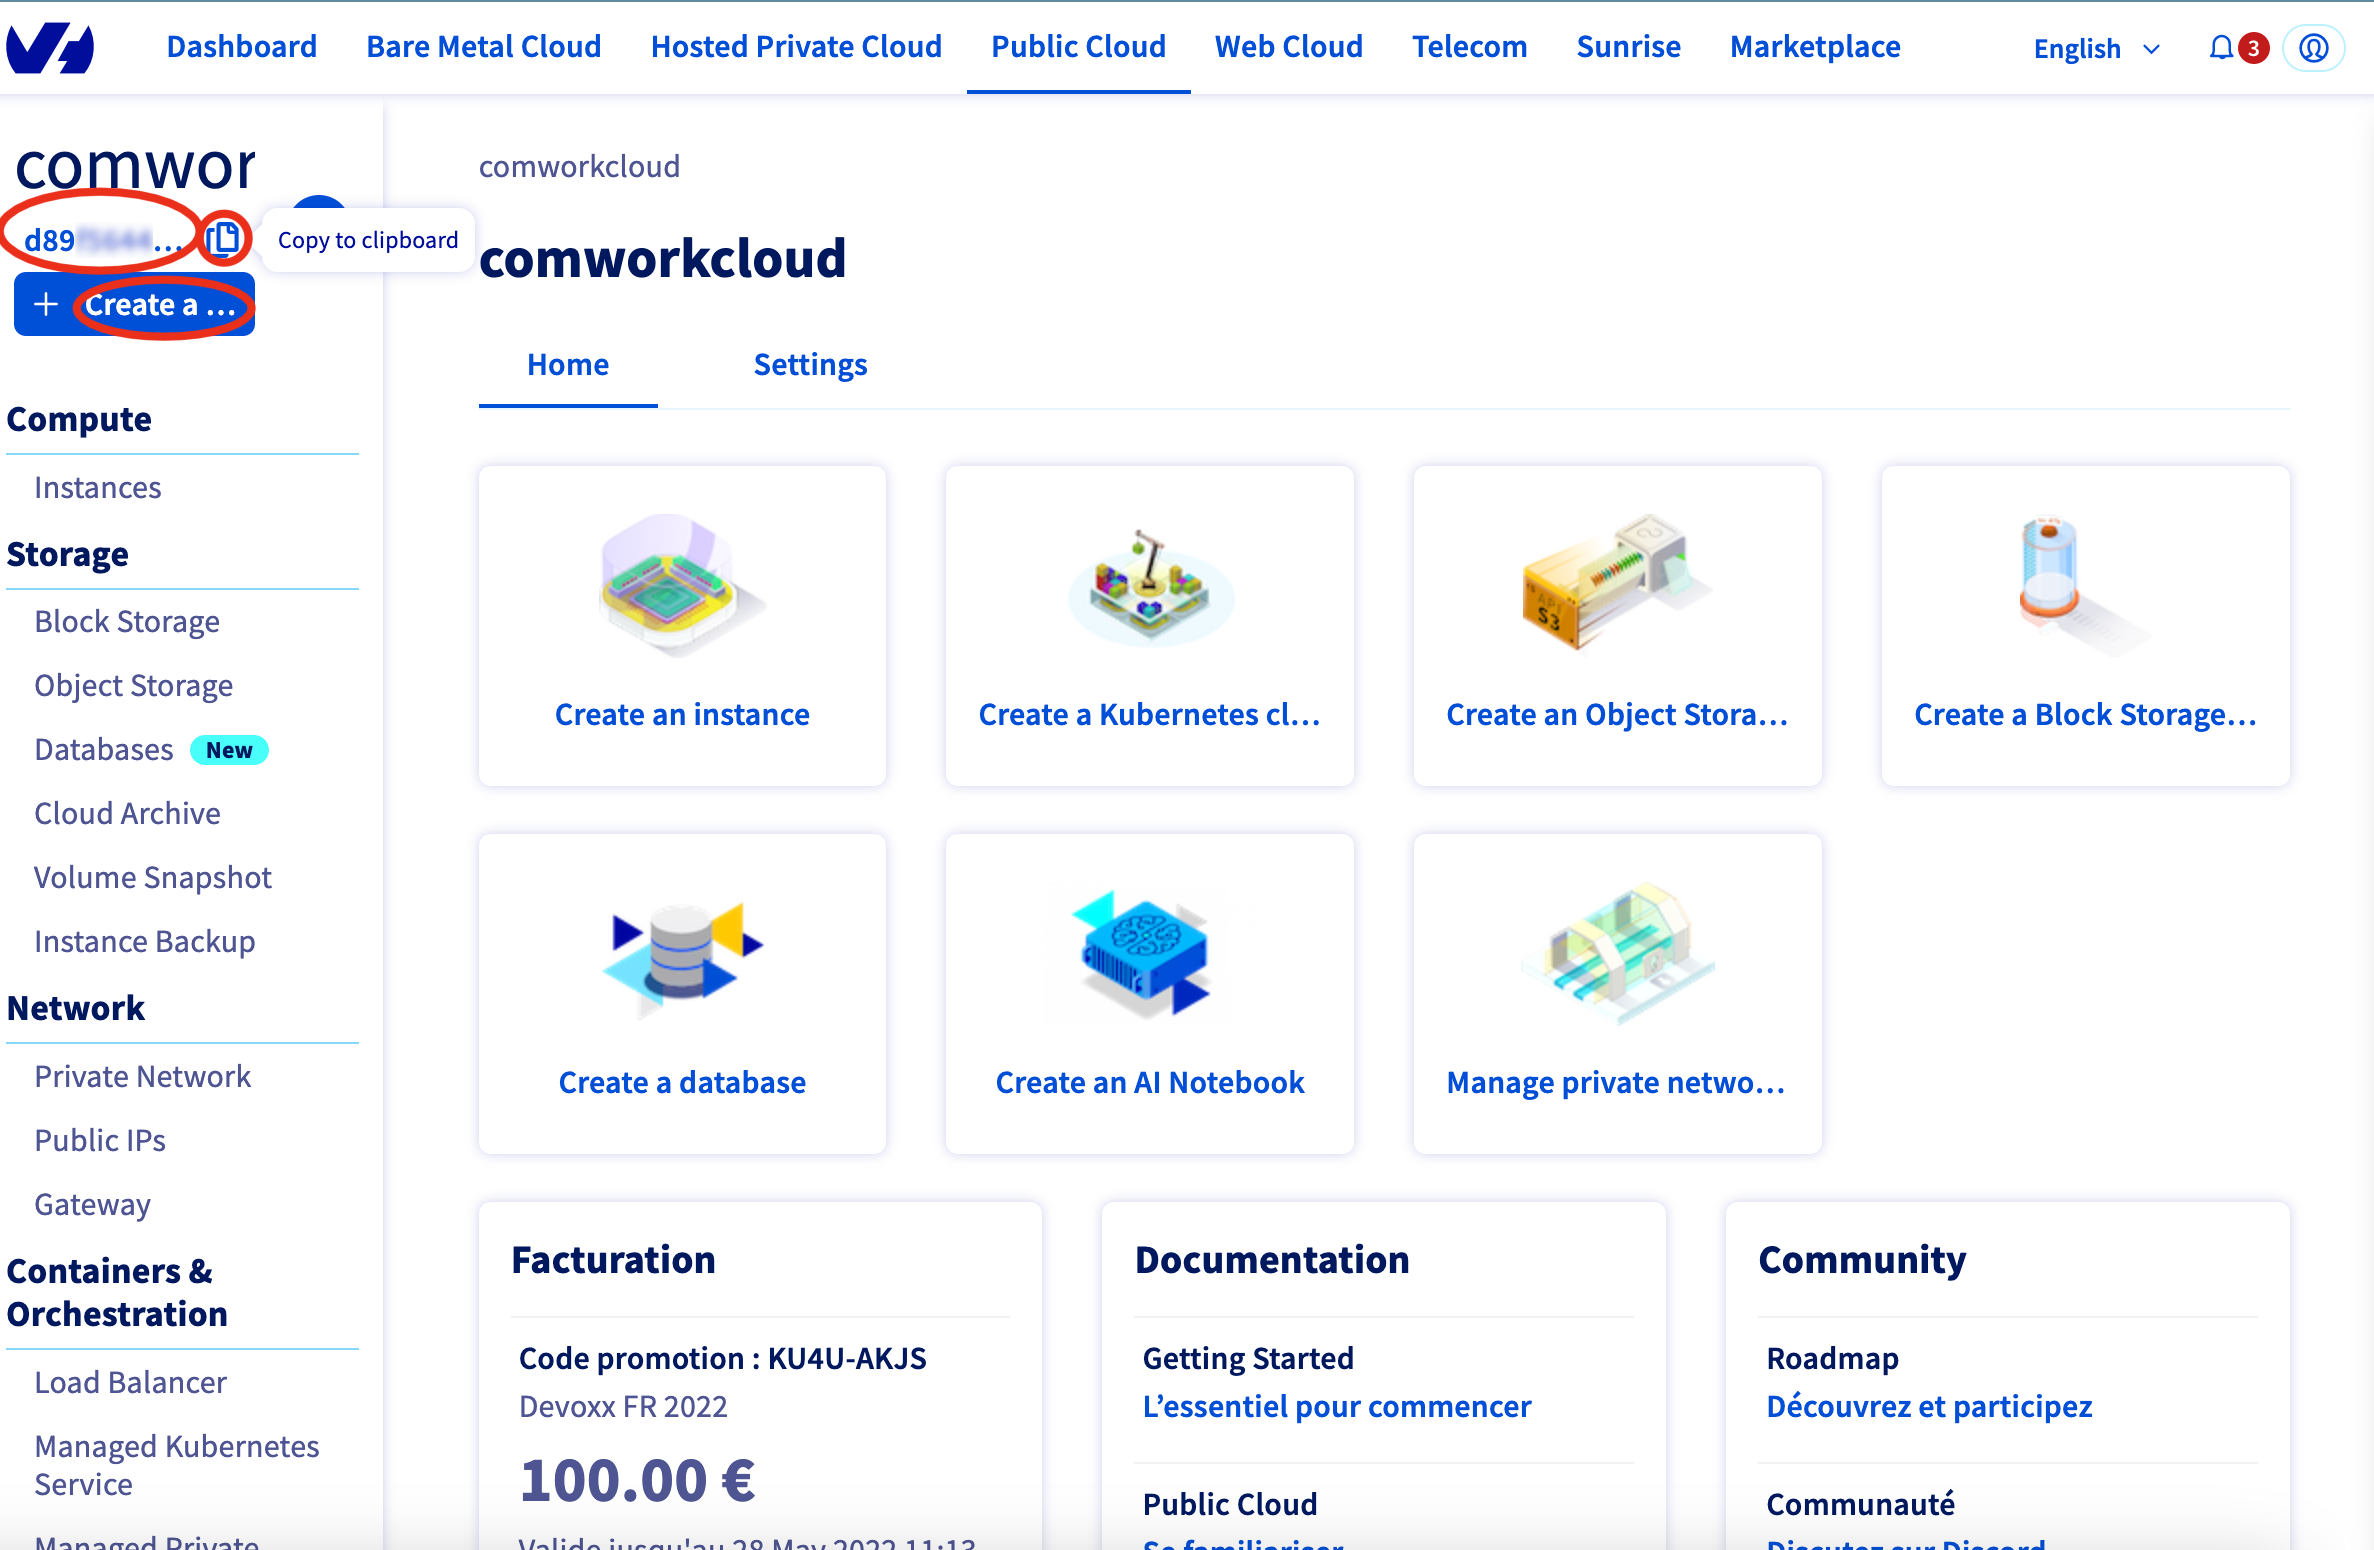 Dashboard Bare Metal Cloud Hosted Private Cloud Public Cloud Web Cloud Telecom Sunrise Marketplace English 3
comwor
d89 ...
Copy to clipboard
+ Create a ...
Compute
Instances
Storage
Block Storage
Object Storage
Databases New
Cloud Archive
Volume Snapshot
Instance Backup
Network
Private Network
Public IPs
Gateway
Containers &
Orchestration
Load Balancer
Managed Kubernetes
Service
Managed Private
comworkcloud
comworkcloud
Home Settings
API
S3
Create an instance
Create a Kubernetes cl...
Create an Object Stora...
Create a Block Storage...
Create a database
Create an AI Notebook
Manage private netwo...
Facturation
Code promotion : KU4U-AKJS
Devoxx FR 2022
100.00 €
Valide jusqu'au 28 May 2022 11:13
Documentation
Getting Started
L’essentiel pour commencer
Public Cloud
Se familiariser
Community
Roadmap
Découvrez et participez
Communauté
Discutez sur Discord